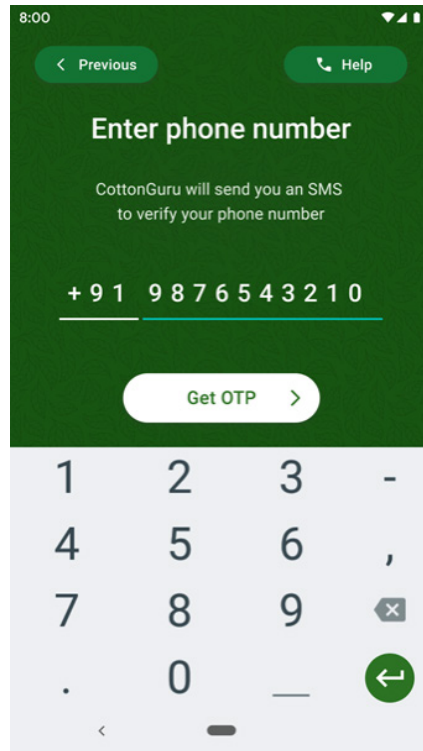 8:00
Previous
Help
Enter phone number
CottonGuru will send you an SMS
to verify your phone number
+91 9876543210
Get OTP
1 2 3 -
4 5 6 ,
7 8 9
. 0 _